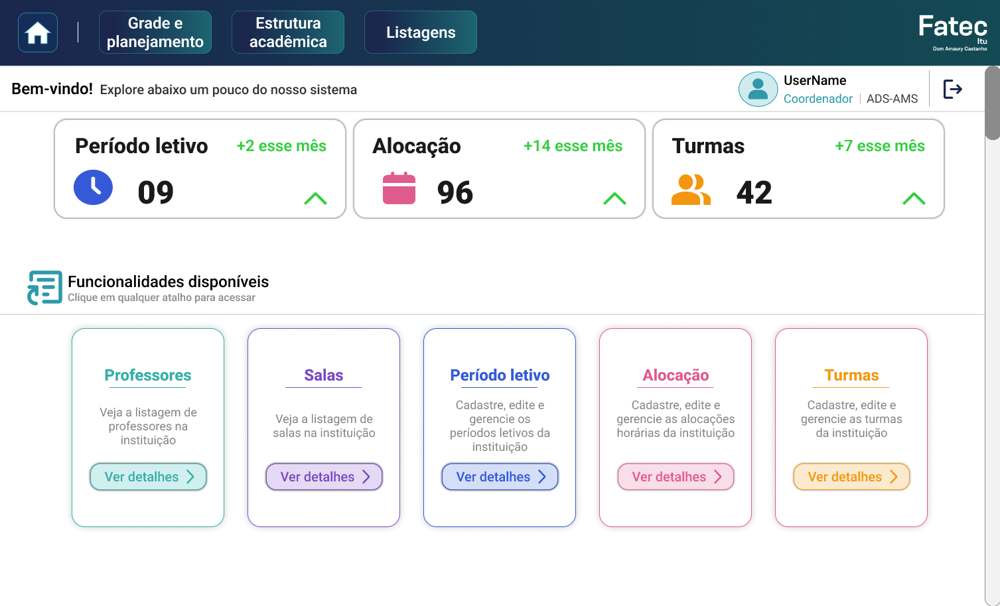 Grade e
planejamento
Estrutura
acadêmica
Listagens
Fatec
Itu
Dom Amaury Castanho
Bem-vindo! Explore abaixo um pouco do nosso sistema
UserName
Coordenador ADS-AMS
Período letivo +2 esse mês
09
Alocação +14 esse mês
96
Turmas +7 esse mês
42
Funcionalidades disponíveis
Clique em qualquer atalho para acessar
Professores
Veja a listagem de
professores na
instituição
Ver detalhes
Salas
Veja a listagem de
salas na instituição
Ver detalhes
Período letivo
Cadastre, edite e
gerencie os
períodos letivos da
instituição
Ver detalhes
Alocação
Cadastre, edite e
gerencie as alocações
horárias da instituição
Ver detalhes
Turmas
Cadastre, edite e
gerencie as turmas
da instituição
Ver detalhes